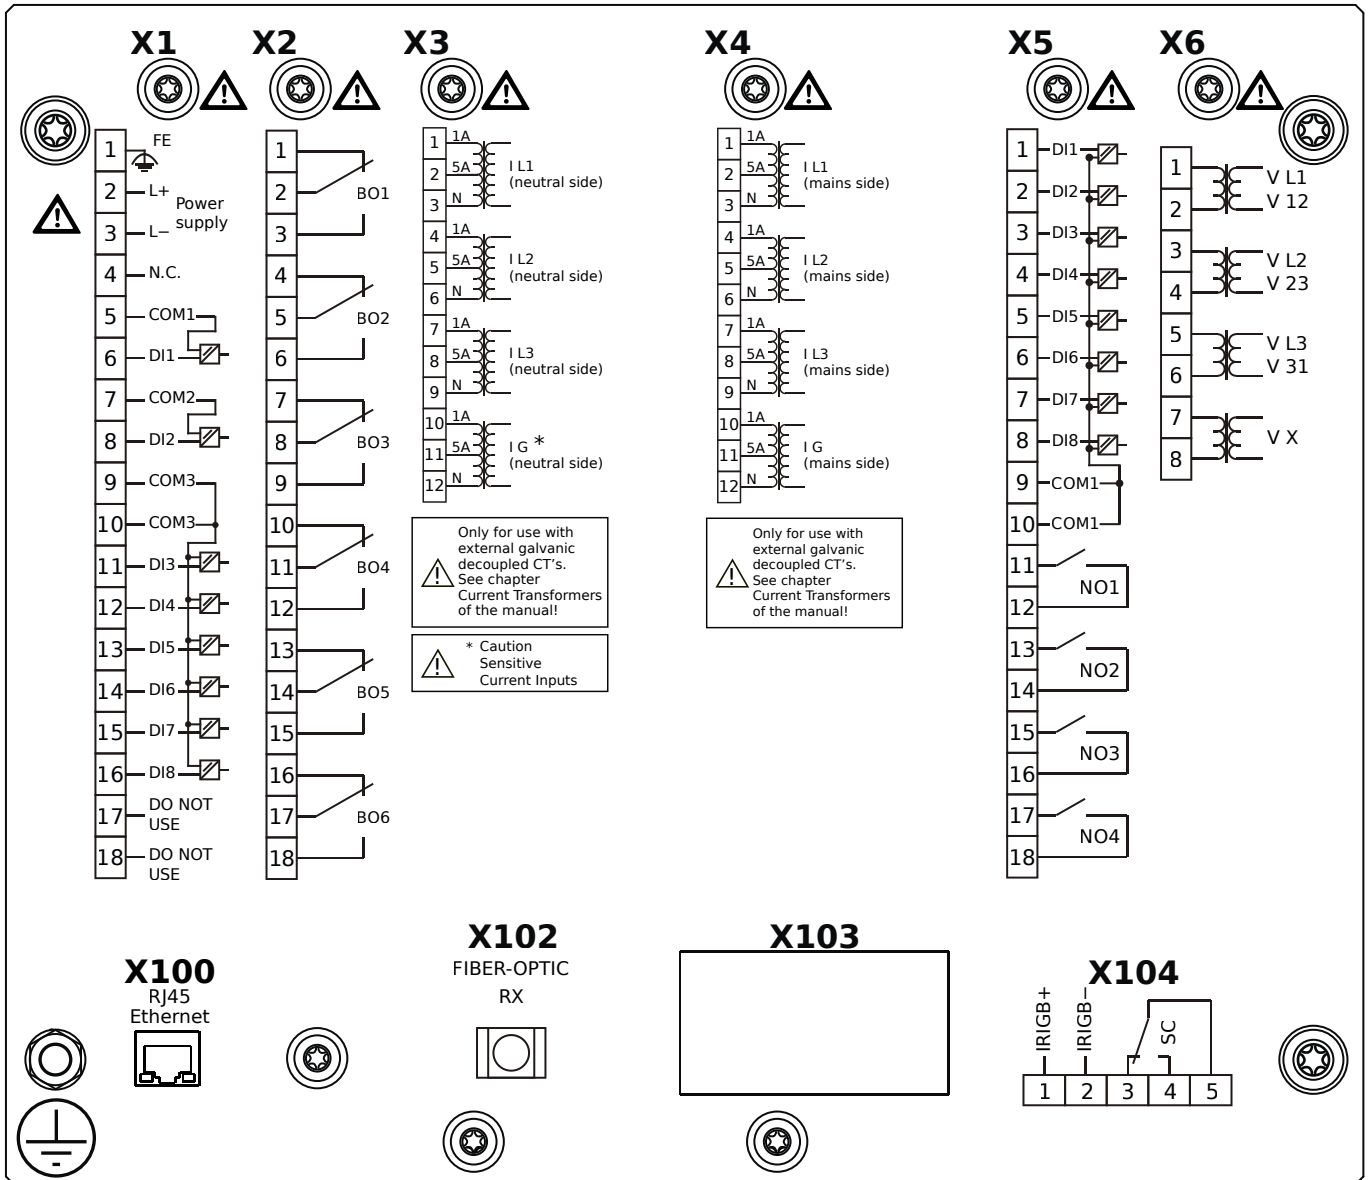 X1
X2
X3
X4
X5
X6
1
FE
2
L+
Power
supply
3
L−
4
N.C.
5
COM1
6
DI1
7
COM2
8
DI2
9
COM3
10
COM3
11
DI3
12
DI4
13
DI5
14
DI6
15
DI7
16
DI8
17
DO NOT
USE
18
DO NOT
USE
1
2
BO1
3
4
5
BO2
6
7
8
BO3
9
10
11
BO4
12
13
14
BO5
15
16
17
BO6
18
1
1A
2
5A
I L1
(neutral side)
3
N
4
1A
5
5A
I L2
(neutral side)
6
N
7
1A
8
5A
I L3
(neutral side)
9
N
10
1A
11
5A
I G *
(neutral side)
12
N
Only for use with
external galvanic
decoupled CT's.
See chapter
Current Transformers
of the manual!
* Caution
Sensitive
Current Inputs
1
1A
2
5A
I L1
(mains side)
3
N
4
1A
5
5A
I L2
(mains side)
6
N
7
1A
8
5A
I L3
(mains side)
9
N
10
1A
11
5A
I G
(mains side)
12
N
Only for use with
external galvanic
decoupled CT's.
See chapter
Current Transformers
of the manual!
1
DI1
2
DI2
3
DI3
4
DI4
5
DI5
6
DI6
7
DI7
8
DI8
9
COM1
10
COM1
11
NO1
12
13
NO2
14
15
NO3
16
17
NO4
18
1
V L1
2
V 12
3
V L2
4
V 23
5
V L3
6
V 31
7
V X
8
X100
RJ45
Ethernet
X102
FIBER-OPTIC
RX
X103
X104
IRIGB+
IRIGB−
SC
1 2 3 4 5